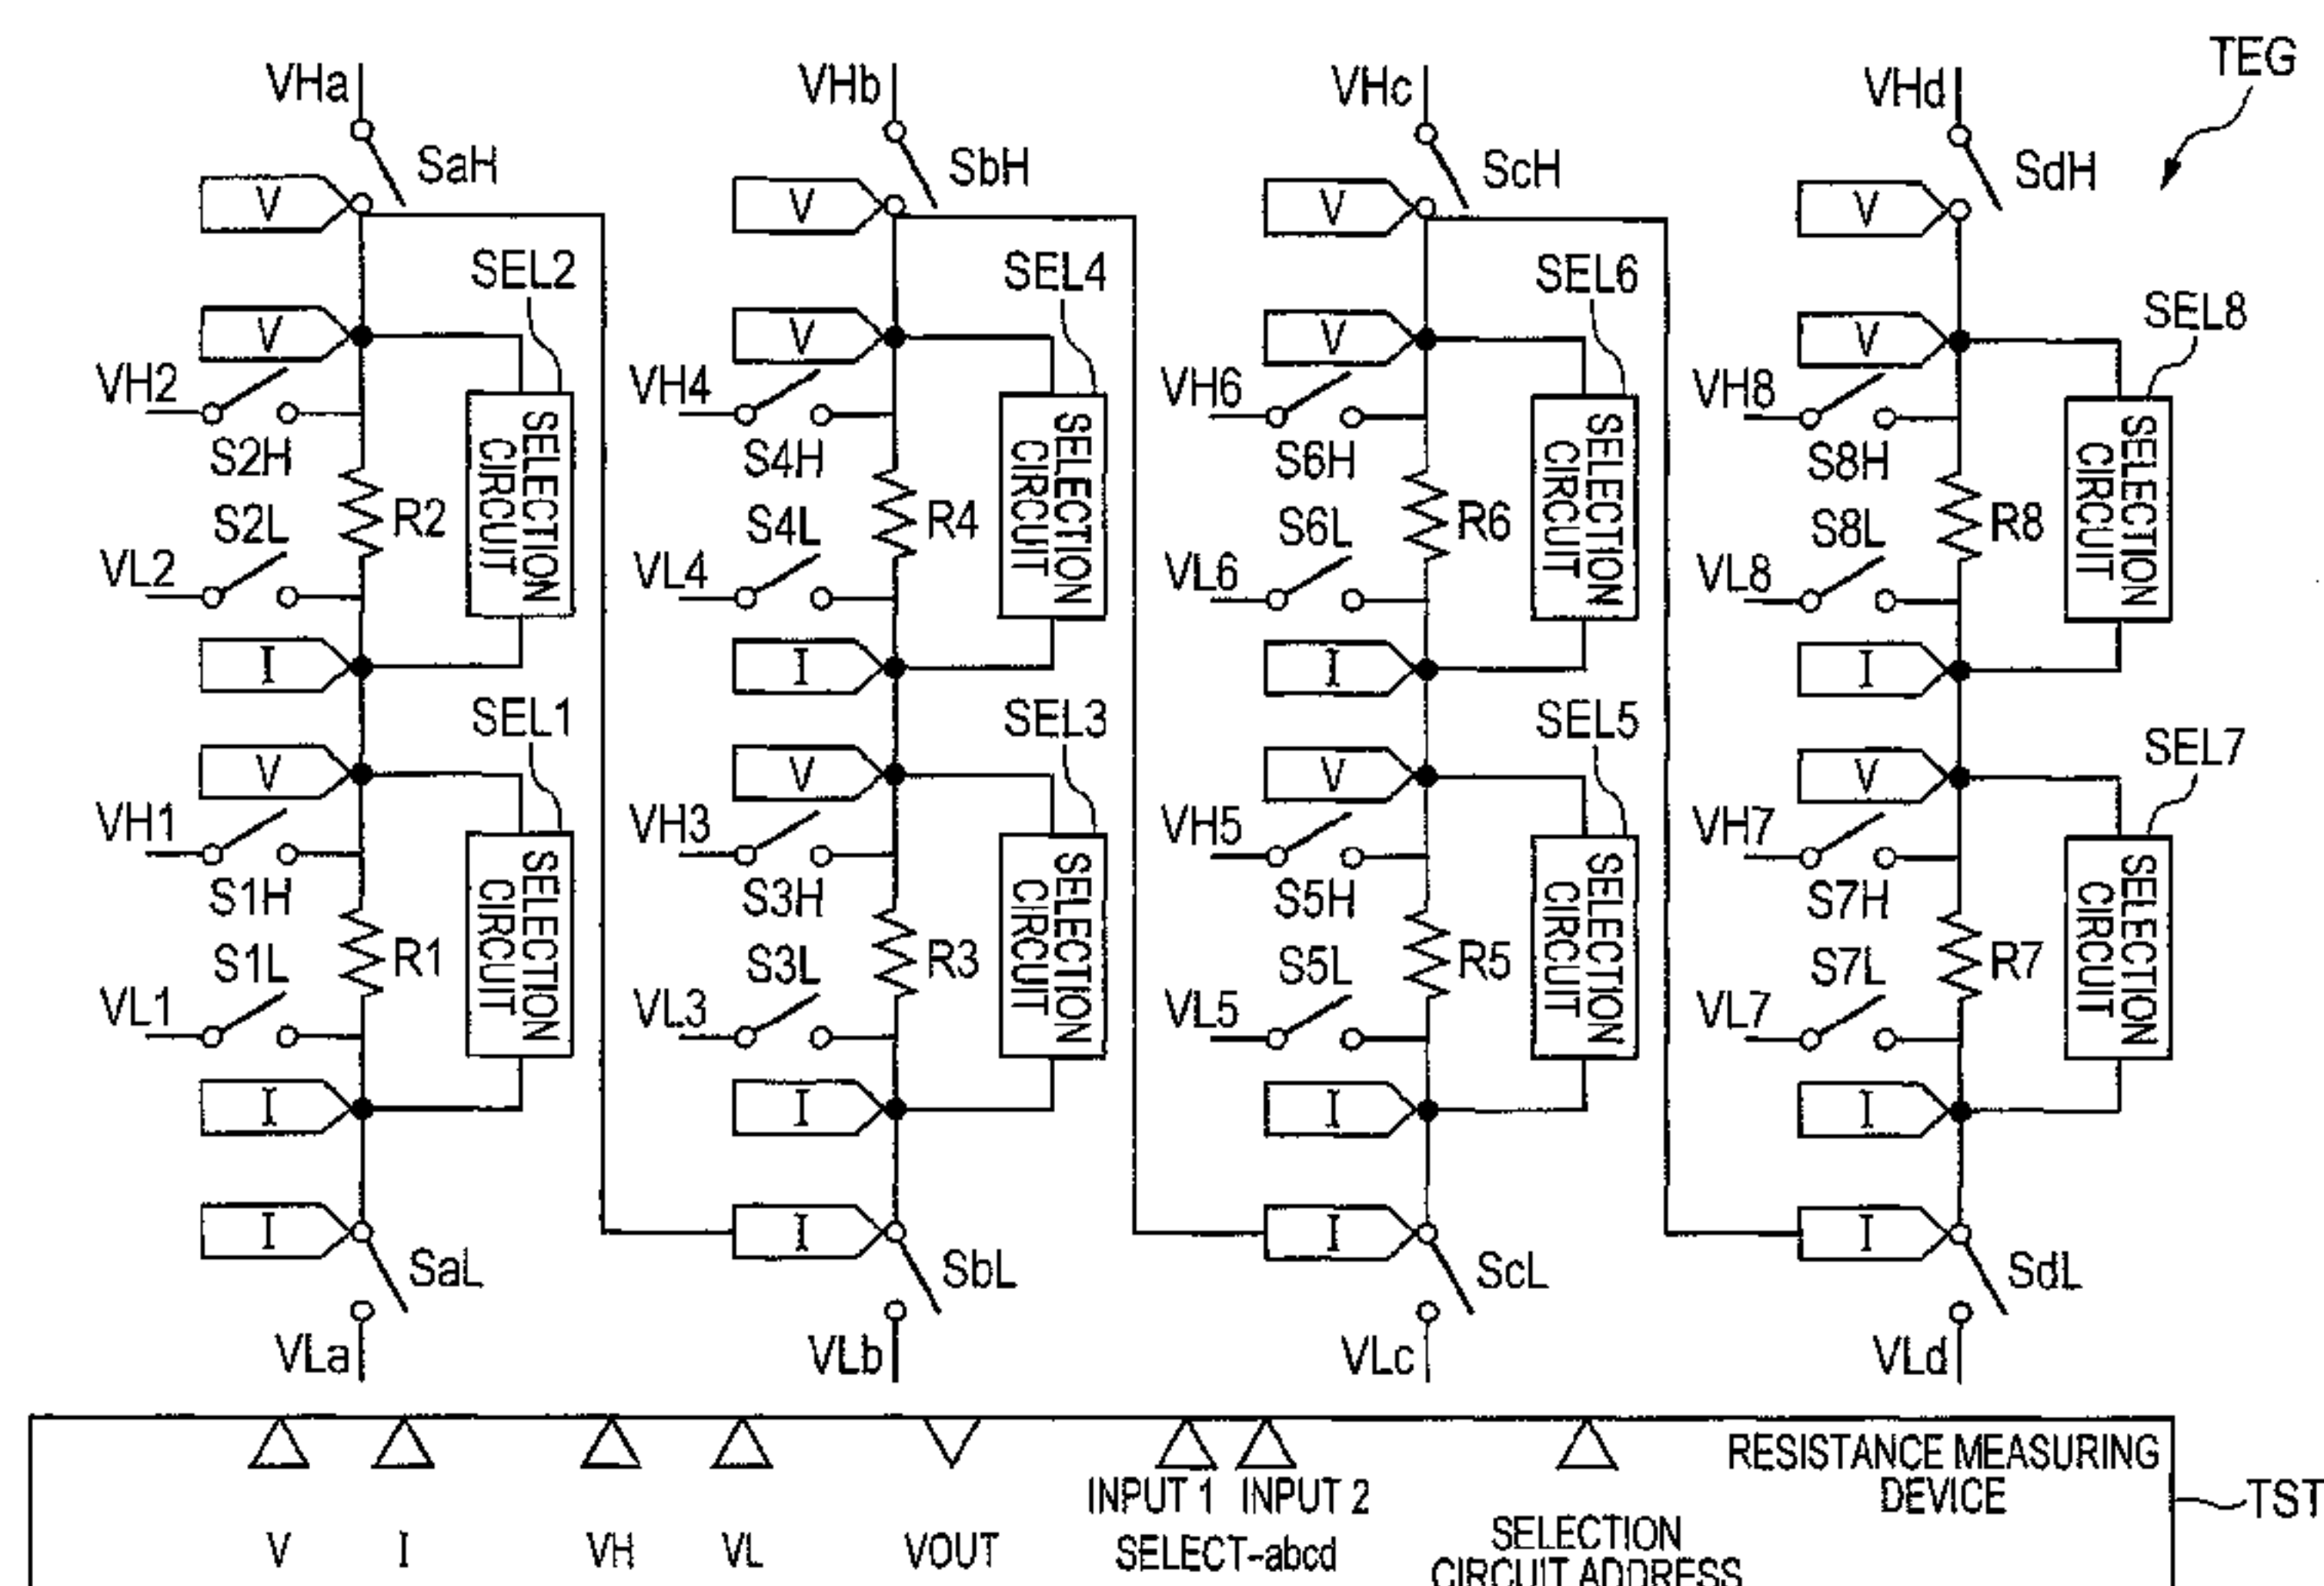 TEG
VHa VHb VHc VHd
SaH SbH ScH SdH
V V V V
SEL2 SEL4 SEL6 SEL8
V V V V
VH2 VH4 VH6 VH8
S2H S4H S6H S8H
SELECTION CIRCUIT SELECTION CIRCUIT SELECTION CIRCUIT SELECTION CIRCUIT
S2L R2 S4L R4 S6L R6 S8L R8
VL2 VL4 VL6 VL8
I I I I
SEL1 SEL3 SEL5 SEL7
V V V V
VH1 VH3 VH5 VH7
S1H S3H S5H S7H
SELECTION CIRCUIT SELECTION CIRCUIT SELECTION CIRCUIT SELECTION CIRCUIT
S1L R1 S3L R3 S5L R5 S7L R7
VL1 VL3 VL5 VL7
I I I I
I I I I
SaL SbL ScL SdL
VLa VLb VLc VLd
RESISTANCE MEASURING
DEVICE
TST
INPUT 1 INPUT 2
V I VH VL VOUT SELECT-abcd
SELECTION
CIRCUIT ADDRESS